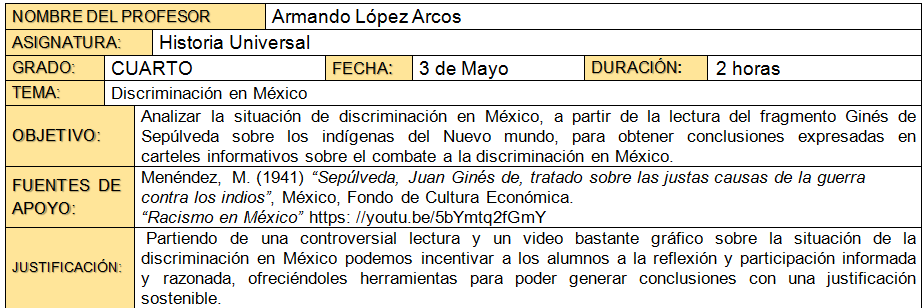 NOMBRE DEL PROFESOR Armando López Arcos
ASIGNATURA: Historia Universal
GRADO: CUARTO FECHA: 3 de Mayo DURACIÓN: 2 horas
TEMA: Discriminación en México
OBJETIVO: Analizar la situación de discriminación en México, a partir de la lectura del fragmento Ginés de
Sepúlveda sobre los indígenas del Nuevo mundo, para obtener conclusiones expresadas en
carteles informativos sobre el combate a la discriminación en México.
FUENTES DE APOYO: Menéndez, M. (1941) “Sepúlveda, Juan Ginés de, tratado sobre las justas causas de la guerra
contra los indios”, México, Fondo de Cultura Económica.
“Racismo en México” https: //youtu.be/5bYmtq2fGmY
JUSTIFICACIÓN: Partiendo de una controversial lectura y un video bastante gráfico sobre la situación de la
discriminación en México podemos incentivar a los alumnos a la reflexión y participación informada
y razonada, ofreciéndoles herramientas para poder generar conclusiones con una justificación
sostenible.